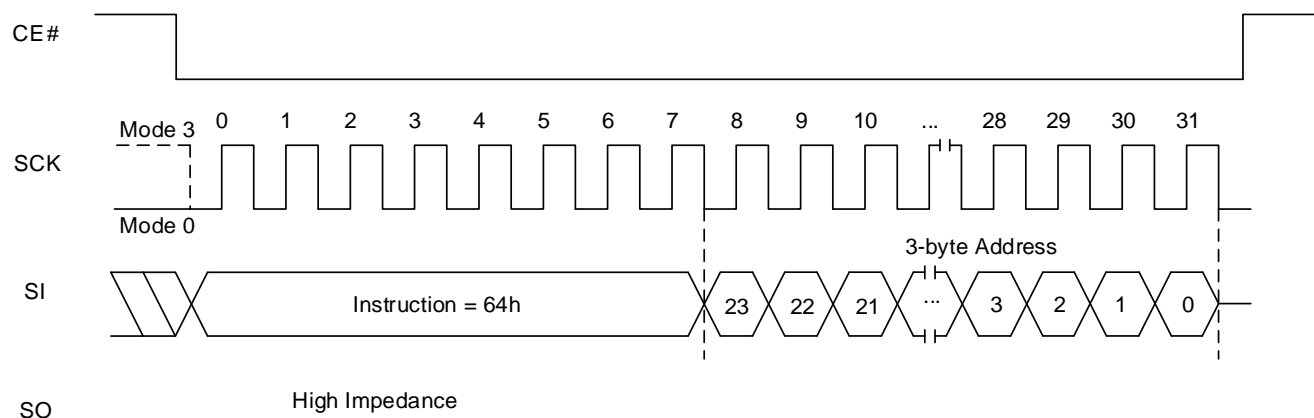 CE#
0 1 2 3 4 5 6 7 8 9 10 ... 28 29 30 31
Mode 3
SCK
Mode 0
3-byte Address
SI
Instruction = 64h 23 22 21 ... 3 2 1 0
High Impedance
SO